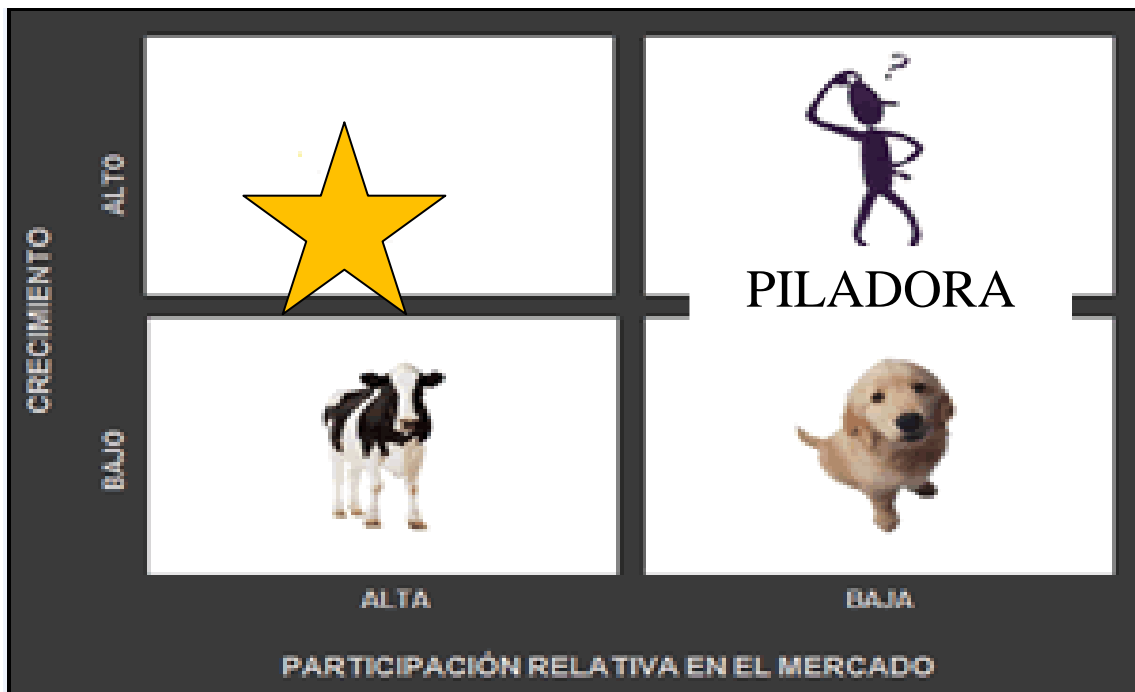 ?
PILADORA
CRECIMIENTO
ALTO
BAJO
ALTA
BAJA
PARTICIPACIÓN RELATIVA EN EL MERCADO